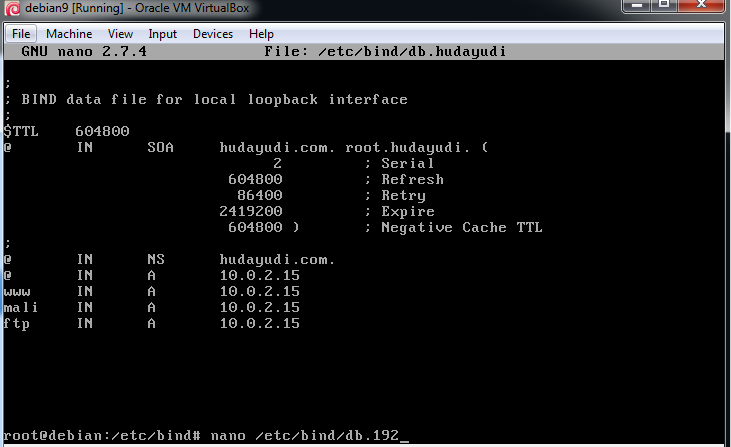 debian9 [Running] - Oracle VM VirtualBox
File Machine View Input Devices Help
GNU nano 2.7.4 File: /etc/bind/db.hudayudi
;
; BIND data file for local loopback interface
;
$TTL 604800
@ IN SOA hudayudi.com. root.hudayudi. (
2 ; Serial
604800 ; Refresh
86400 ; Retry
2419200 ; Expire
604800 ) ; Negative Cache TTL
;
@ IN NS hudayudi.com.
@ IN A 10.0.2.15
www IN A 10.0.2.15
mali IN A 10.0.2.15
ftp IN A 10.0.2.15
root@debian:/etc/bind# nano /etc/bind/db.192_